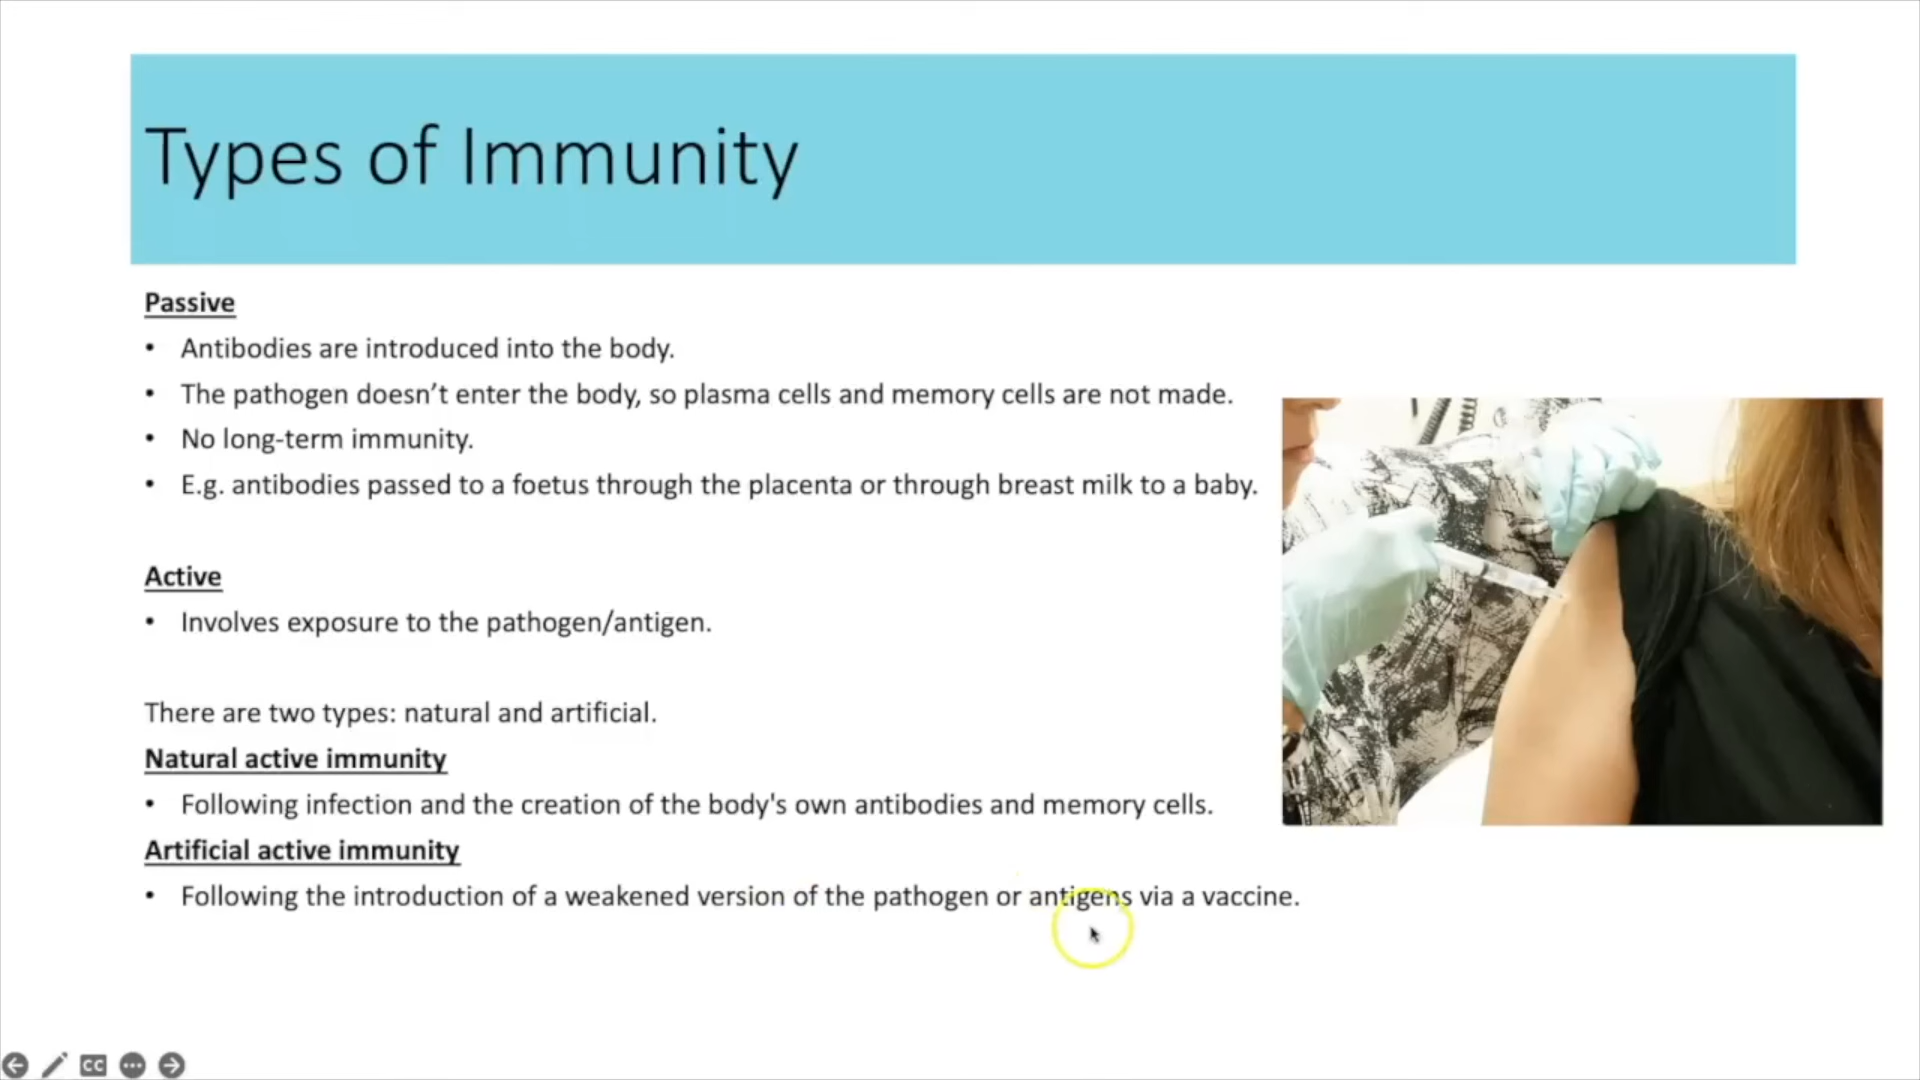 Types of Immunity
Passive
• Antibodies are introduced into the body.
• The pathogen doesn’t enter the body, so plasma cells and memory cells are not made.
• No long-term immunity.
• E.g. antibodies passed to a foetus through the placenta or through breast milk to a baby.
Active
• Involves exposure to the pathogen/antigen.
There are two types: natural and artificial.
Natural active immunity
• Following infection and the creation of the body's own antibodies and memory cells.
Artificial active immunity
• Following the introduction of a weakened version of the pathogen or antigens via a vaccine.
CC